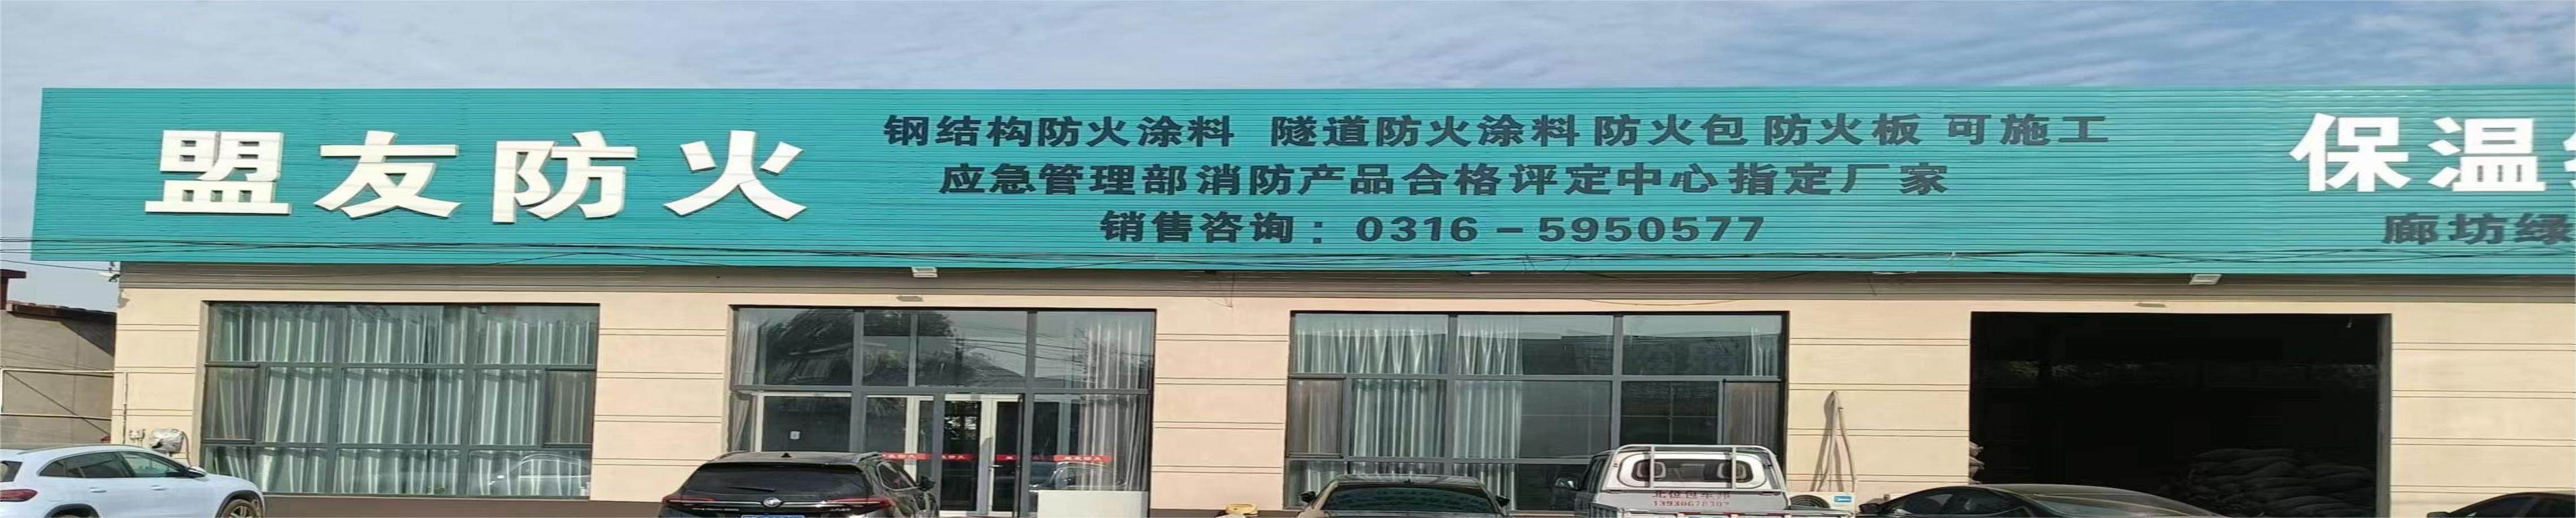 盟友防火
钢结构防火涂料 隧道防火涂料 防火包 防火板 可施工
应急管理部消防产品合格评定中心指定厂家
销售咨询：0316-5950577
保温
廊坊绿